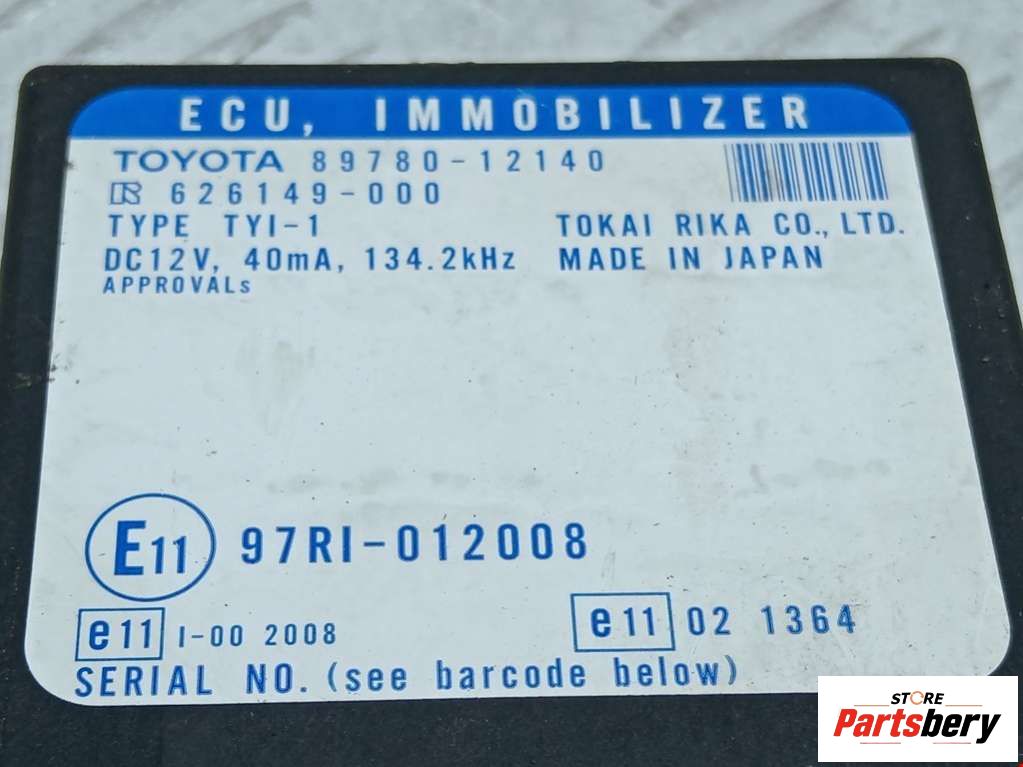 ECU, IMMOBILIZER
TOYOTA 89780-12140
626149-000
TYPE TYI-1 TOKAI RIKA CO., LTD.
DC12V, 40mA, 134.2kHz MADE IN JAPAN
APPROVALs
E11 97RI-012008
e11 I-00 2008 e11 02 1364
SERIAL NO. (see barcode below)
STORE
Partsbery